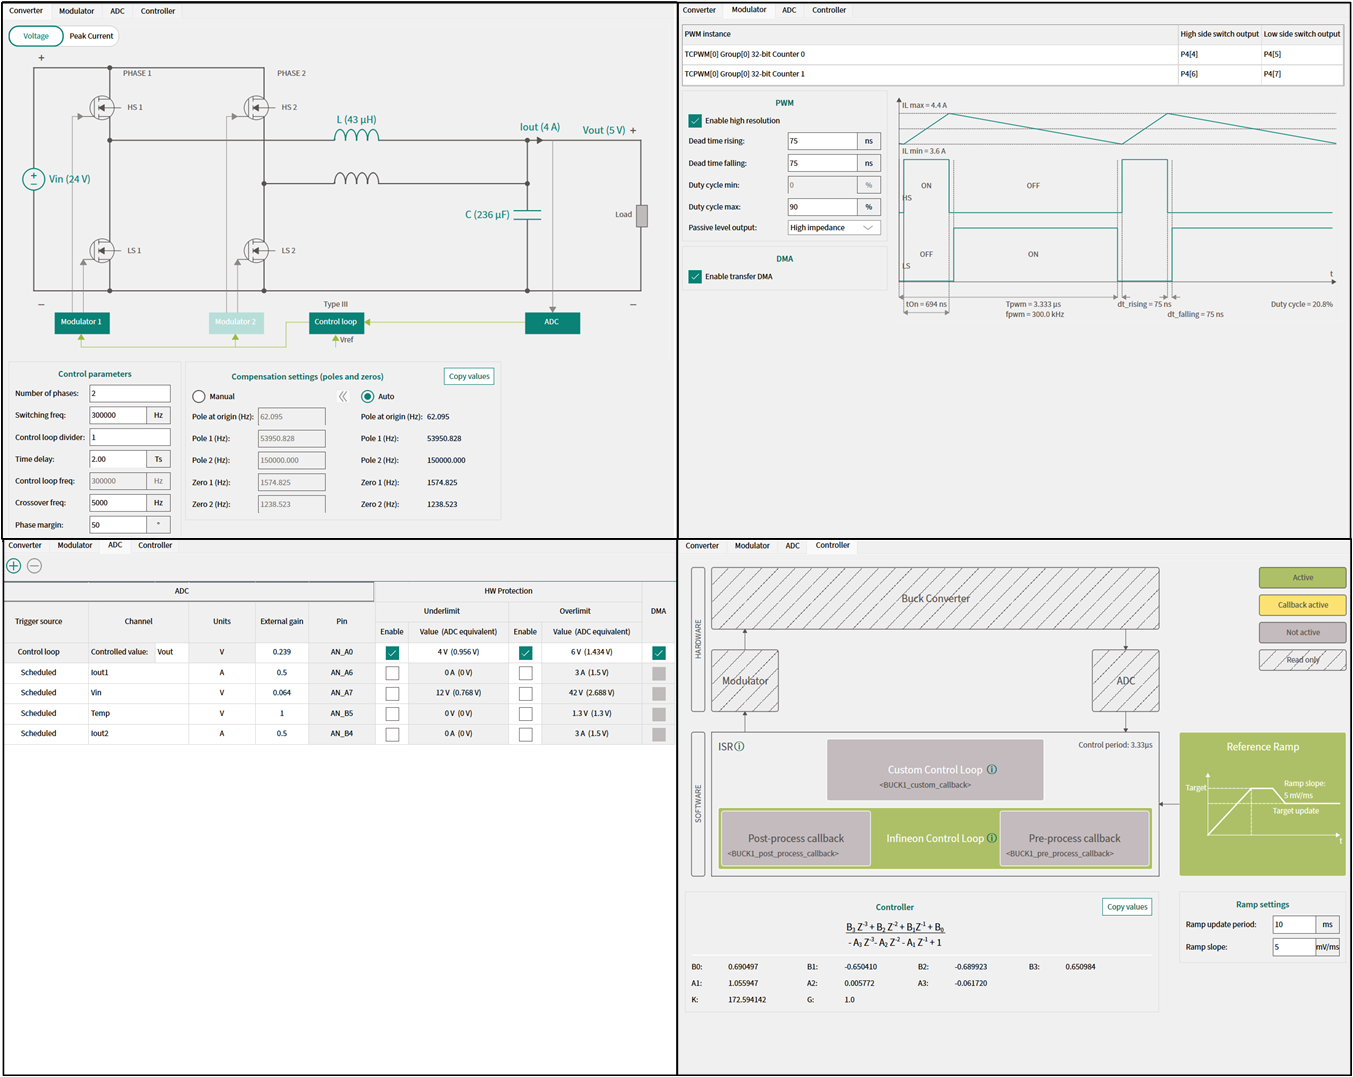 Converter Modulator ADC Controller
Voltage Peak Current
+
PHASE 1 PHASE 2
HS 1 HS 2
L (43 µH)
Iout (4 A) Vout (5 V) +
Vin (24 V)
C (236 µF) Load
LS 1 LS 2
Type III
Modulator 1 Modulator 2 Control loop ADC
Vref
Control parameters
Number of phases: 2
Switching freq: 300000 Hz
Control loop divider: 1
Time delay: 2.00 Ts
Control loop freq: 300000 Hz
Crossover freq: 5000 Hz
Phase margin: 50 °
Compensation settings (poles and zeros) Copy values
Manual Auto
Pole at origin (Hz): 62.095 Pole at origin (Hz): 62.095
Pole 1 (Hz): 53950.828 Pole 1 (Hz): 53950.828
Pole 2 (Hz): 150000.000 Pole 2 (Hz): 150000.000
Zero 1 (Hz): 1574.825 Zero 1 (Hz): 1574.825
Zero 2 (Hz): 1238.523 Zero 2 (Hz): 1238.523
Converter Modulator ADC Controller
PWM instance High side switch output Low side switch output
TCPWM[0] Group[0] 32-bit Counter 0 P4[4] P4[5]
TCPWM[0] Group[0] 32-bit Counter 1 P4[6] P4[7]
PWM
Enable high resolution
Dead time rising: 75 ns
Dead time falling: 75 ns
Duty cycle min: 0 %
Duty cycle max: 90 %
Passive level output: High impedance
DMA
Enable transfer DMA
IL max = 4.4 A
IL min = 3.6 A
ON OFF
HS
OFF ON
LS
t
tOn = 694 ns Tpwm = 3.333 µs dt_rising = 75 ns Duty cycle = 20.8%
fpwm = 300.0 kHz dt_falling = 75 ns
Converter Modulator ADC Controller
ADC HW Protection
Underlimit Overlimit DMA
Trigger source Channel Units External gain Pin
Enable Value (ADC equivalent) Enable Value (ADC equivalent)
Control loop Controlled value: Vout V 0.239 AN_A0 4 V (0.956 V) 6 V (1.434 V)
Scheduled Iout1 A 0.5 AN_A6 0 A (0 V) 3 A (1.5 V)
Scheduled Vin V 0.064 AN_A7 12 V (0.768 V) 42 V (2.688 V)
Scheduled Temp V 1 AN_B5 0 V (0 V) 1.3 V (1.3 V)
Scheduled Iout2 A 0.5 AN_B4 0 A (0 V) 3 A (1.5 V)
Converter Modulator ADC Controller
HARDWARE
Buck Converter
Modulator ADC
Active
Callback active
Not active
Read only
SOFTWARE
ISR Control period: 3.33µs
Custom Control Loop
<BUCK1_custom_callback>
Post-process callback Infineon Control Loop Pre-process callback
<BUCK1_post_process_callback> <BUCK1_pre_process_callback>
Reference Ramp
Target Ramp slope:
5 mV/ms
Target update
t
Controller Copy values
B3 Z-3 + B2 Z-2 + B1Z-1 + B0
- A3 Z-3- A2 Z-2 - A1 Z-1 + 1
B0: 0.690497 B1: -0.650410 B2: -0.689923 B3: 0.650984
A1: 1.055947 A2: 0.005772 A3: -0.061720
K: 172.594142 G: 1.0
Ramp settings
Ramp update period: 10 ms
Ramp slope: 5 mV/ms